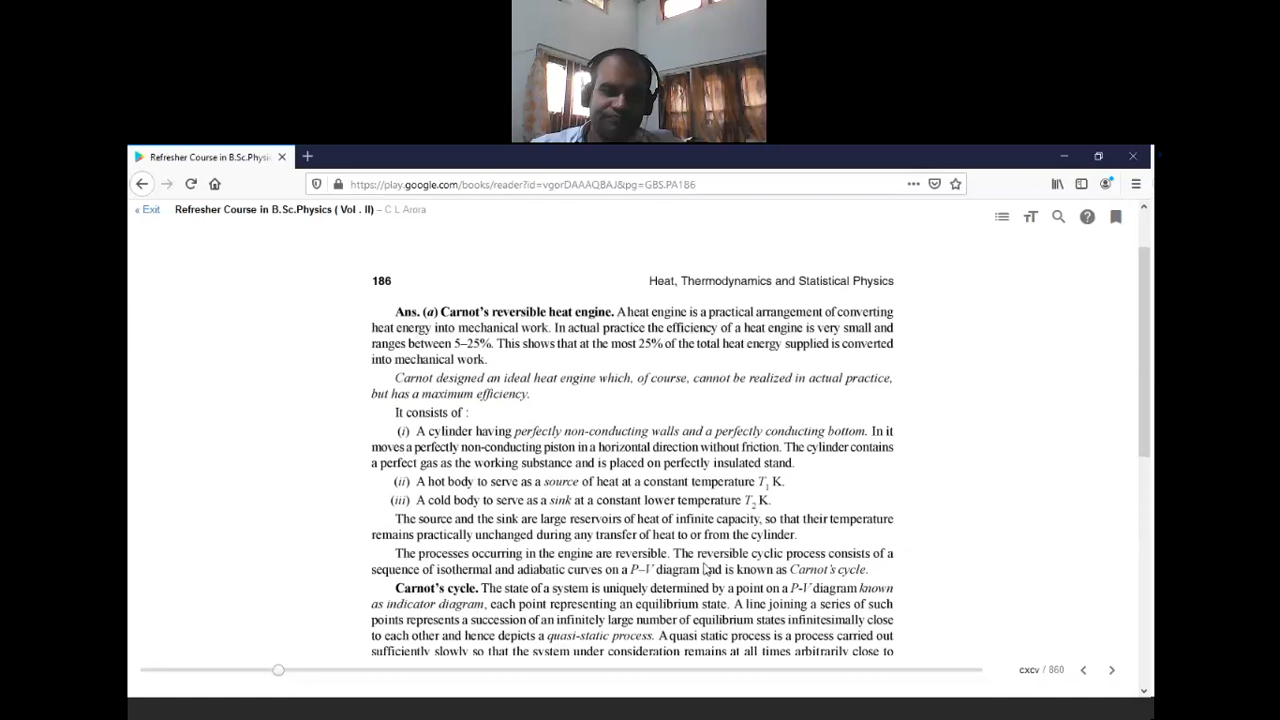 Refresher Course in B.Sc.Physic
https://play.google.com/books/reader?id=vgorDAAAQBAJ&pg=GBS.PA186
« Exit Refresher Course in B.Sc.Physics ( Vol . II) – C L Arora
186 Heat, Thermodynamics and Statistical Physics
Ans. (a) Carnot's reversible heat engine. A heat engine is a practical arrangement of converting
heat energy into mechanical work. In actual practice the efficiency of a heat engine is very small and
ranges between 5–25%. This shows that at the most 25% of the total heat energy supplied is converted
into mechanical work.
Carnot designed an ideal heat engine which, of course, cannot be realized in actual practice,
but has a maximum efficiency.
It consists of :
(i) A cylinder having perfectly non-conducting walls and a perfectly conducting bottom. In it
moves a perfectly non-conducting piston in a horizontal direction without friction. The cylinder contains
a perfect gas as the working substance and is placed on perfectly insulated stand.
(ii) A hot body to serve as a source of heat at a constant temperature T1 K.
(iii) A cold body to serve as a sink at a constant lower temperature T2 K.
The source and the sink are large reservoirs of heat of infinite capacity, so that their temperature
remains practically unchanged during any transfer of heat to or from the cylinder.
The processes occurring in the engine are reversible. The reversible cyclic process consists of a
sequence of isothermal and adiabatic curves on a P–V diagram and is known as Carnot's cycle.
Carnot's cycle. The state of a system is uniquely determined by a point on a P-V diagram known
as indicator diagram, each point representing an equilibrium state. A line joining a series of such
points represents a succession of an infinitely large number of equilibrium states infinitesimally close
to each other and hence depicts a quasi-static process. A quasi static process is a process carried out
sufficiently slowly so that the system under consideration remains at all times arbitrarily close to
cxcv / 860